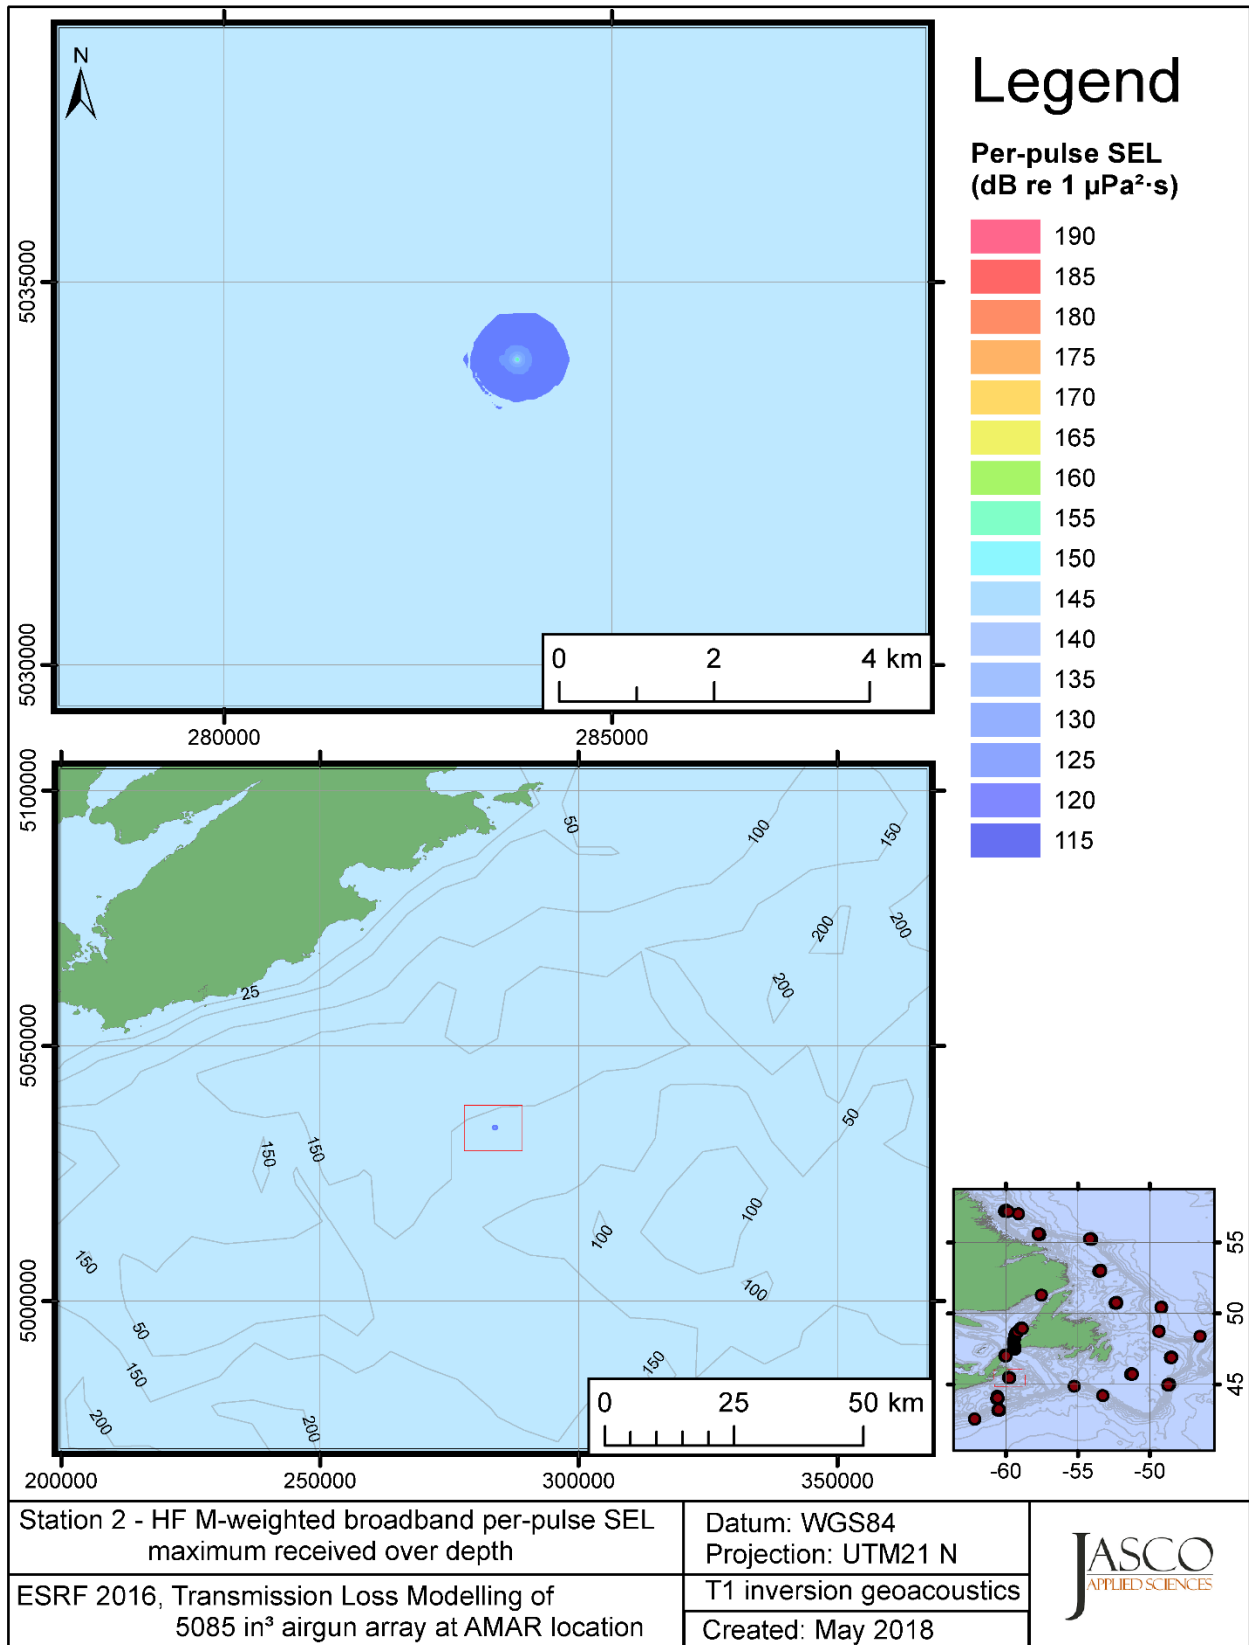 N
5035000
5030000
0 2 4 km
280000 285000
Legend
Per-pulse SEL
(dB re 1 µPa²·s)
190
185
180
175
170
165
160
155
150
145
140
135
130
125
120
115
5100000
5050000
5000000
50
100
150
200
200
200
25
50
150
150
100
100
100
150
50
150
150
200
200
0 25 50 km
200000 250000 300000 350000
55
50
45
-60 -55 -50
Station 2 - HF M-weighted broadband per-pulse SEL
maximum received over depth
ESRF 2016, Transmission Loss Modelling of
5085 in³ airgun array at AMAR location
Datum: WGS84
Projection: UTM21 N
T1 inversion geoacoustics
Created: May 2018
JASCO
APPLIED SCIENCES